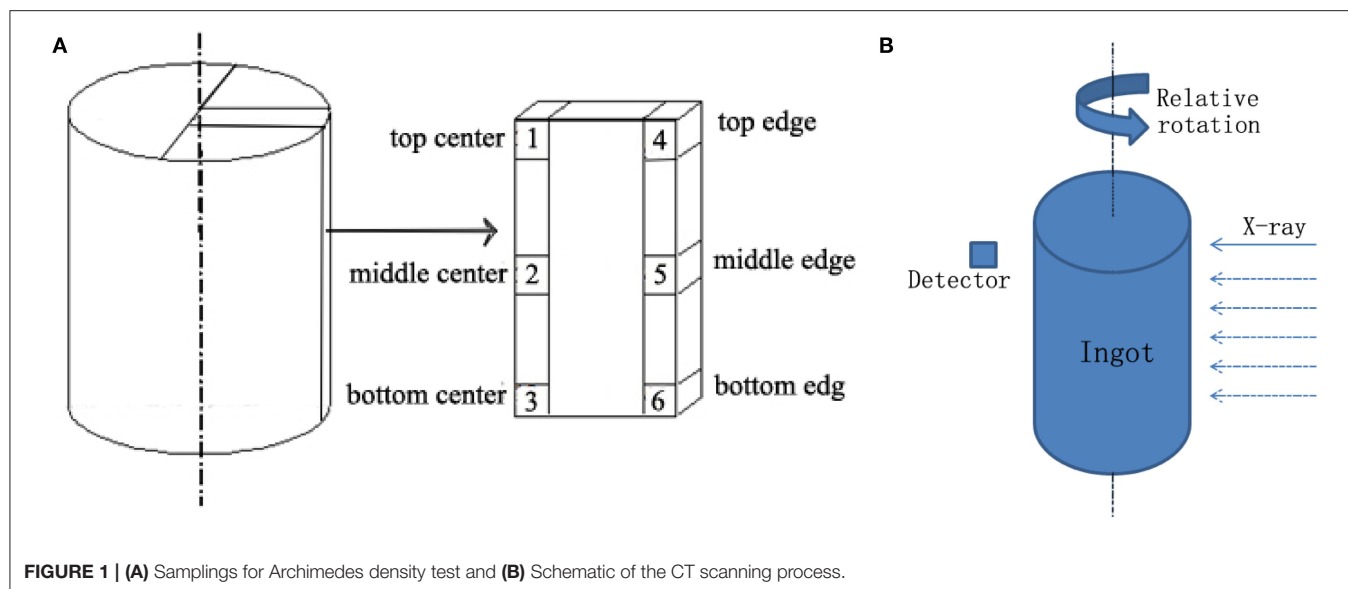 A
top center
1
4
top edge
middle center
2
5
middle edge
bottom center
3
6
bottom edg
B
Relative
rotation
X-ray
Detector
Ingot
FIGURE 1 | (A) Samplings for Archimedes density test and (B) Schematic of the CT scanning process.